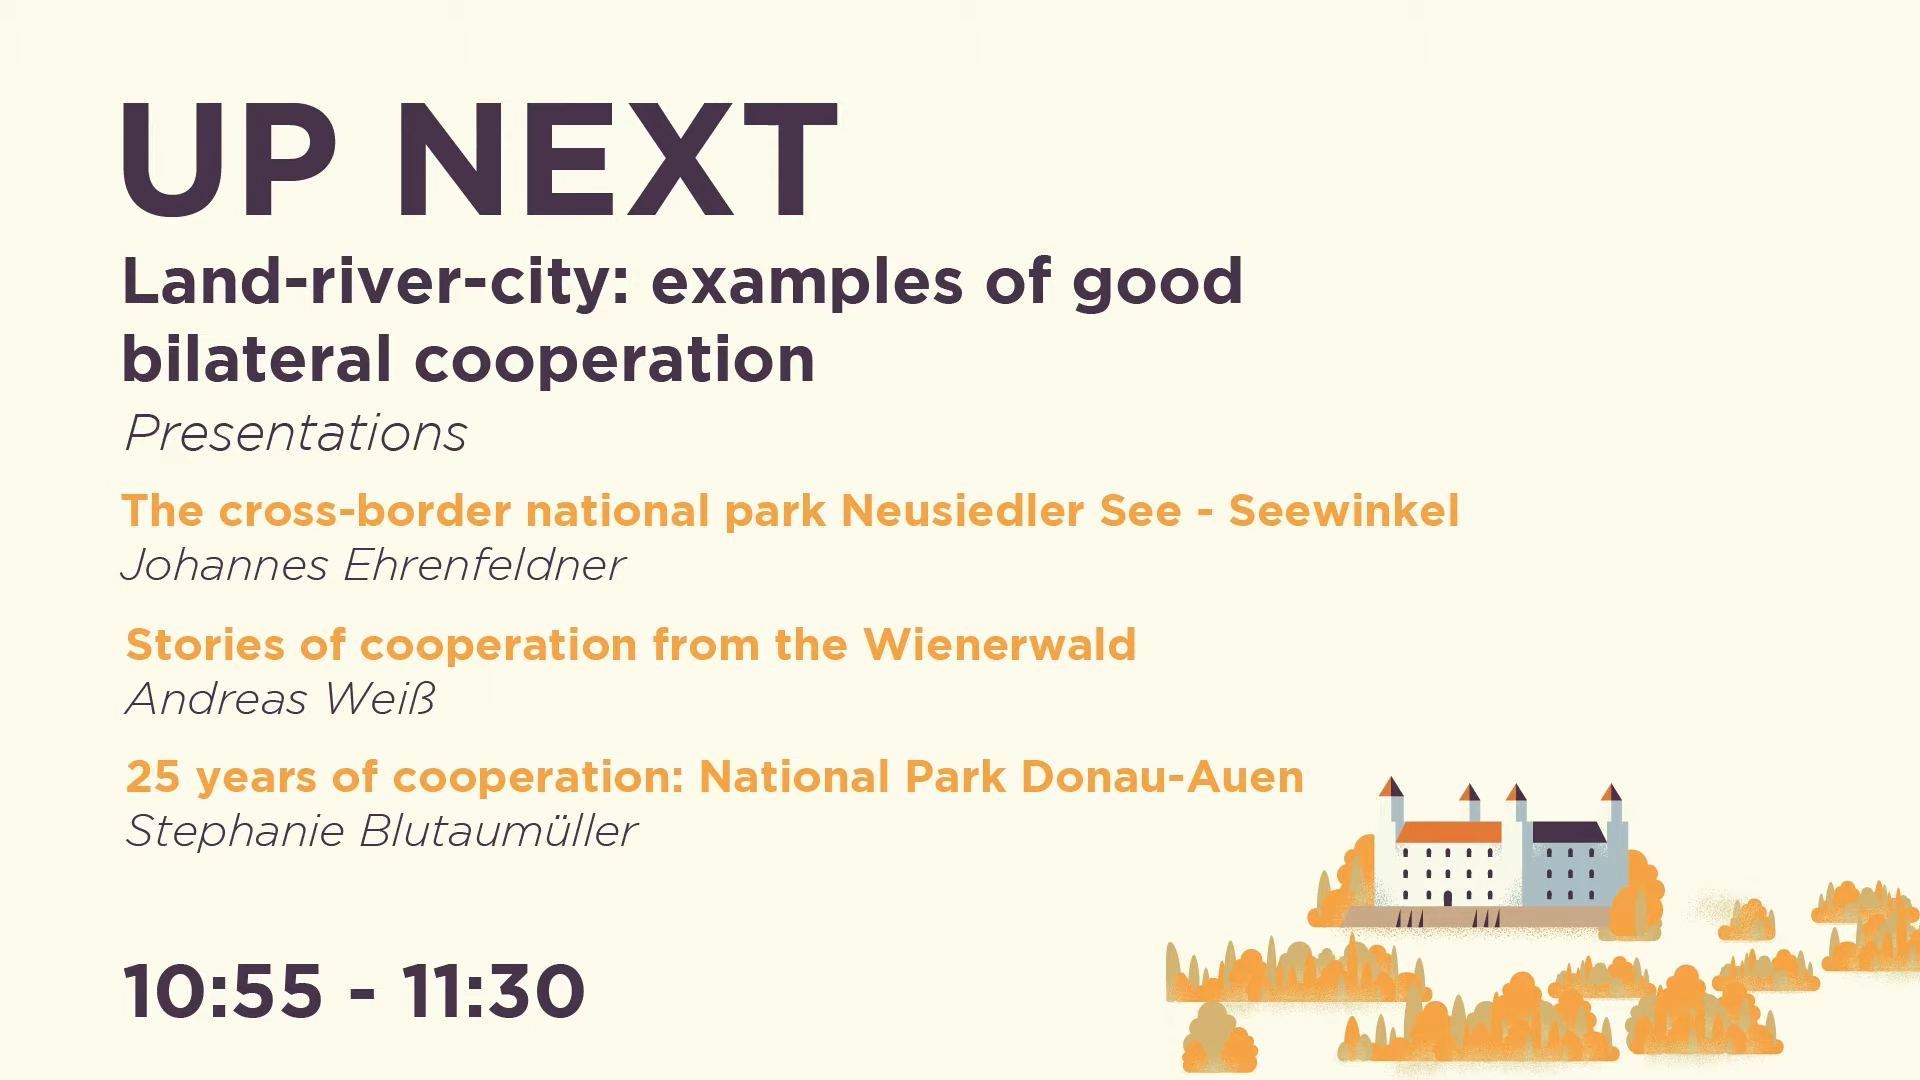 UP NEXT
Land-river-city: examples of good
bilateral cooperation
Presentations
The cross-border national park Neusiedler See - Seewinkel
Johannes Ehrenfeldner
Stories of cooperation from the Wienerwald
Andreas Weiß
25 years of cooperation: National Park Donau-Auen
Stephanie Blutaumüller
10:55 - 11:30